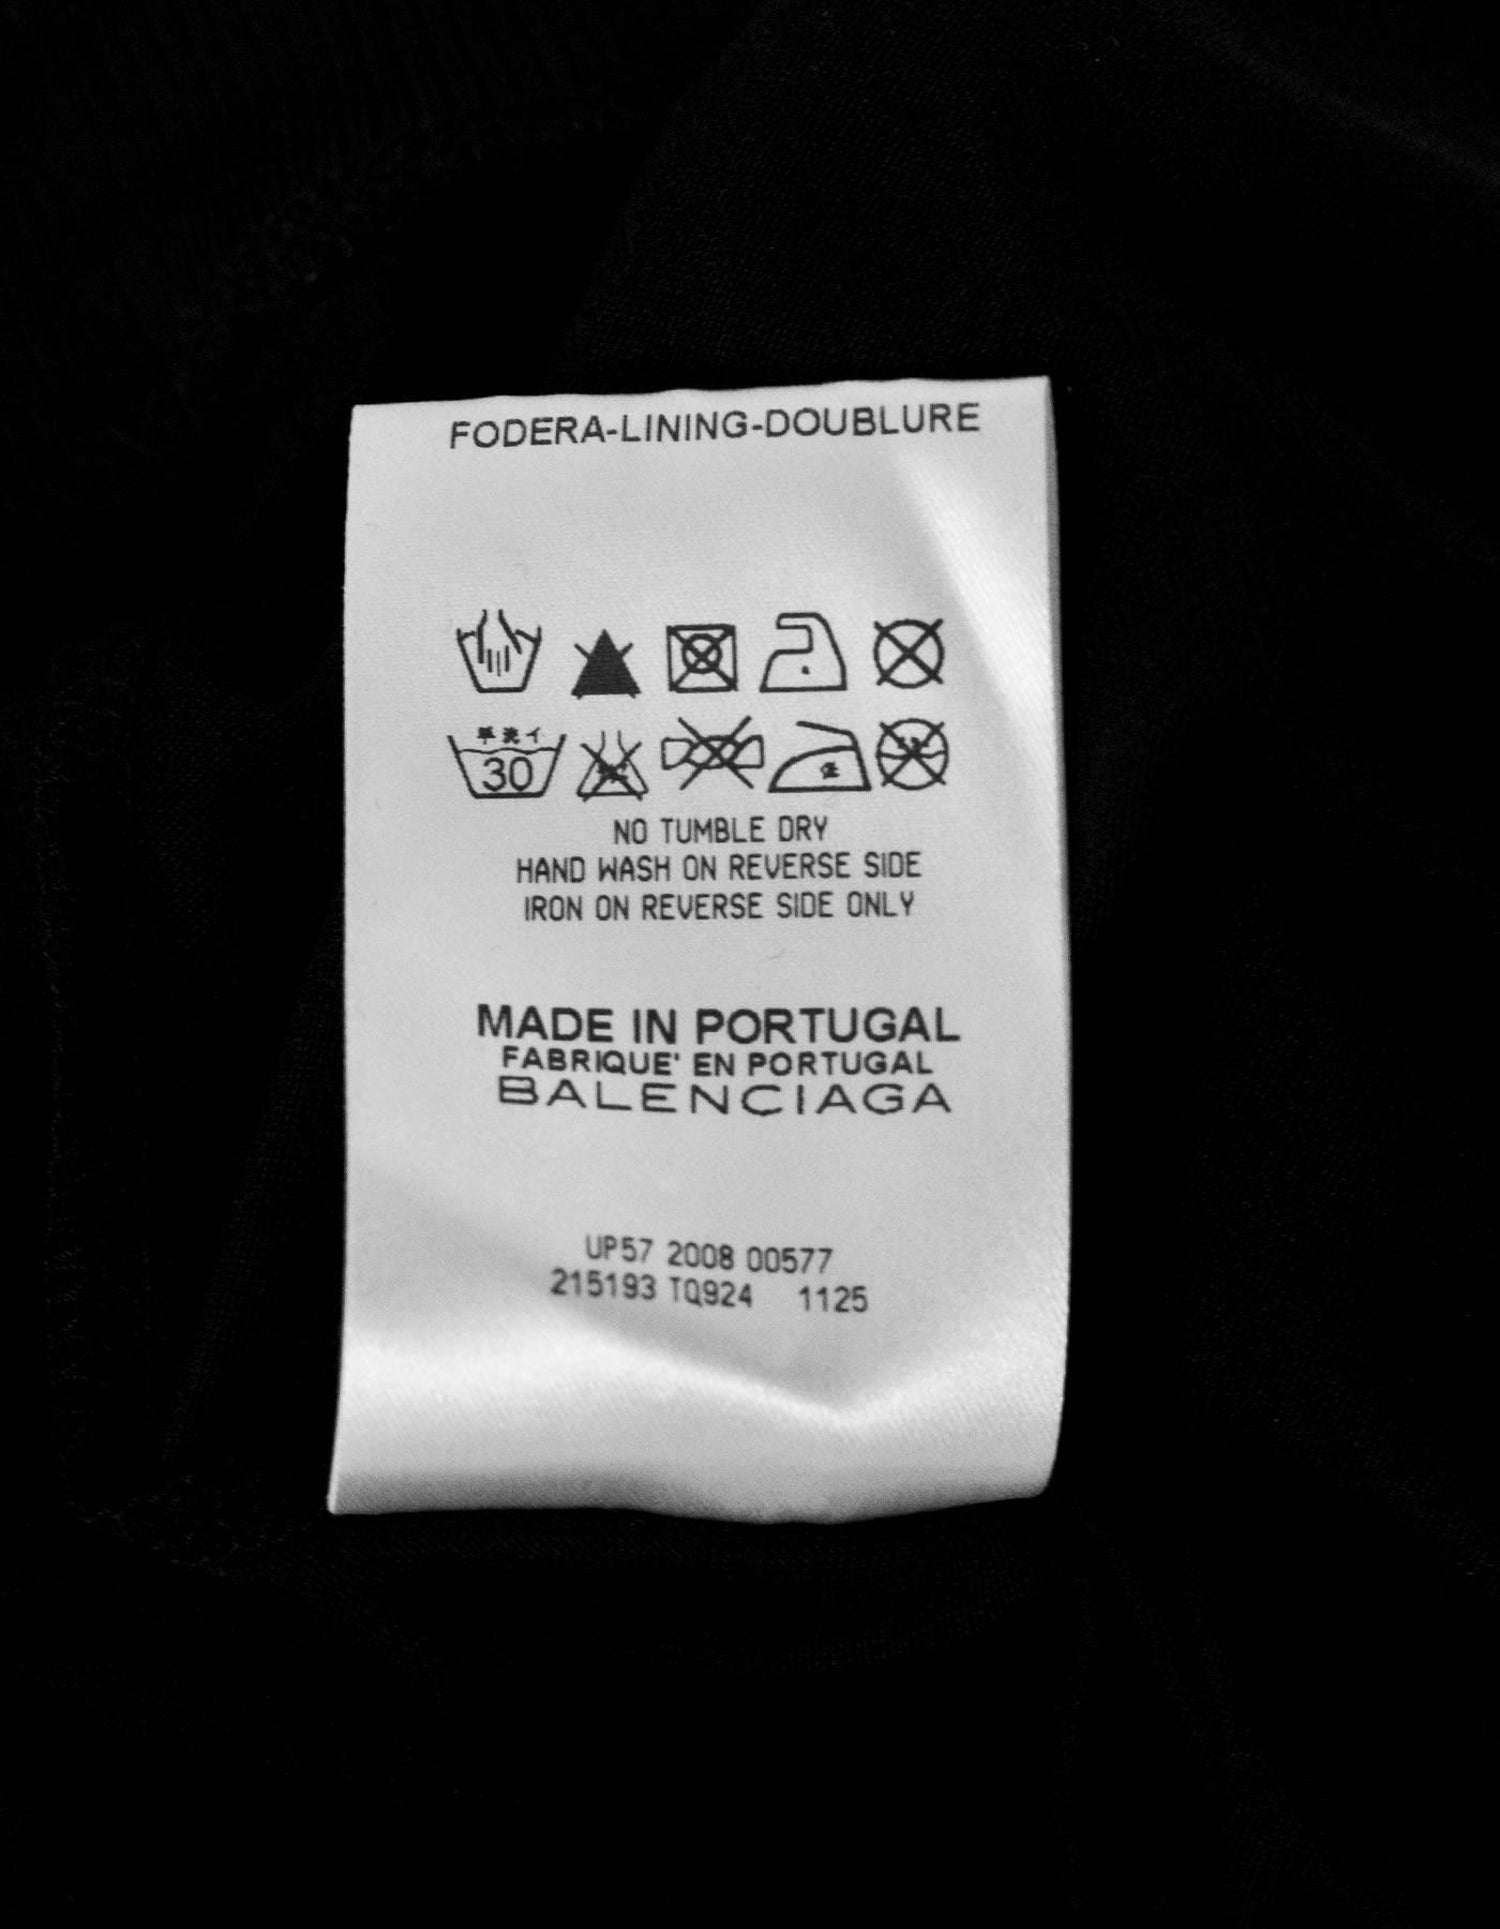 FODERA-LINING-DOUBLURE
30
NO TUMBLE DRY
HAND WASH ON REVERSE SIDE
IRON ON REVERSE SIDE ONLY
MADE IN PORTUGAL
FABRIQUE' EN PORTUGAL
BALENCIAGA
UP57 2008 00577
215193 TQ924 1125